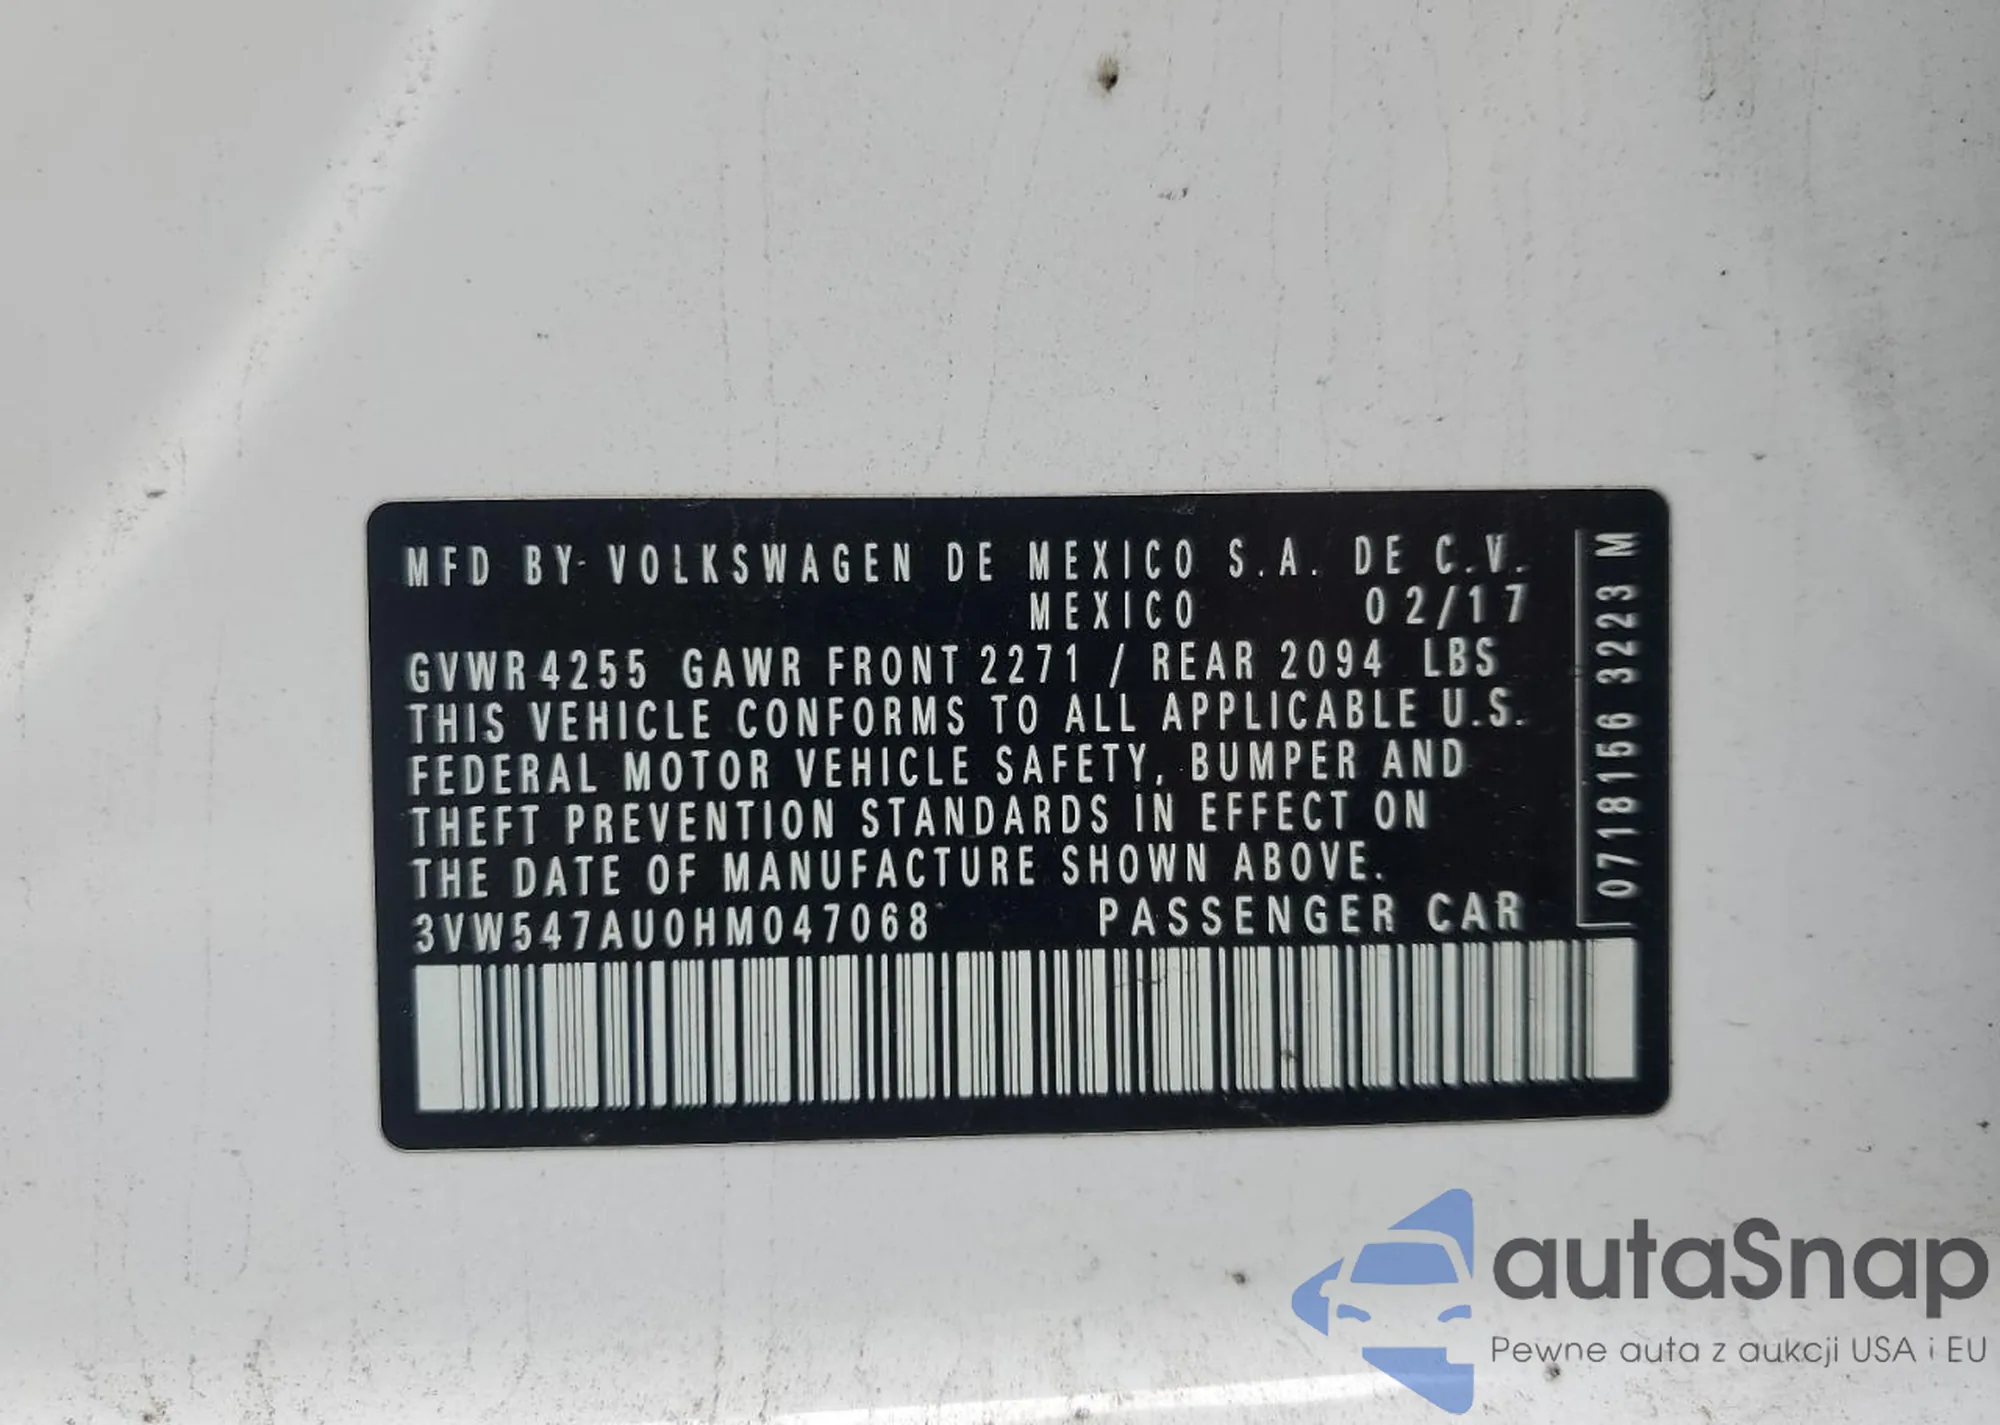 MFD BY- VOLKSWAGEN DE MEXICO S.A. DE C.V.
MEXICO 02/17
GVWR 4255 GAWR FRONT 2271 / REAR 2094 LBS
THIS VEHICLE CONFORMS TO ALL APPLICABLE U.S.
FEDERAL MOTOR VEHICLE SAFETY, BUMPER AND
THEFT PREVENTION STANDARDS IN EFFECT ON
THE DATE OF MANUFACTURE SHOWN ABOVE.
3VW547AU0HM047068 PASSENGER CAR
0718156 3223 M
autaSnap
Pewne auta z aukcji USA i EU